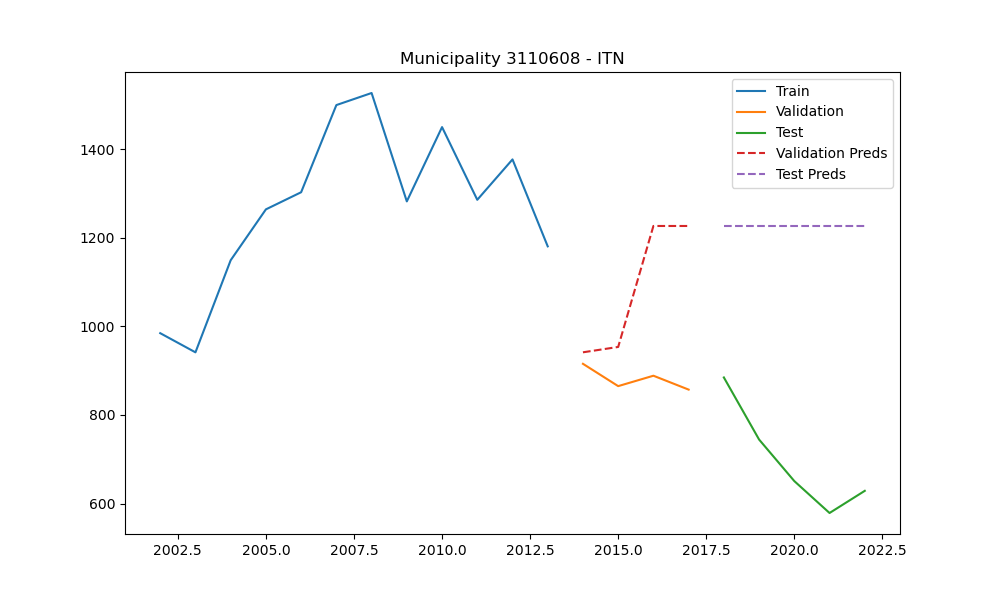 Municipality 3110608 - ITN
Train
Validation
Test
Validation Preds
Test Preds
1400
1200
1000
800
600
2002.5 2005.0 2007.5 2010.0 2012.5 2015.0 2017.5 2020.0 2022.5